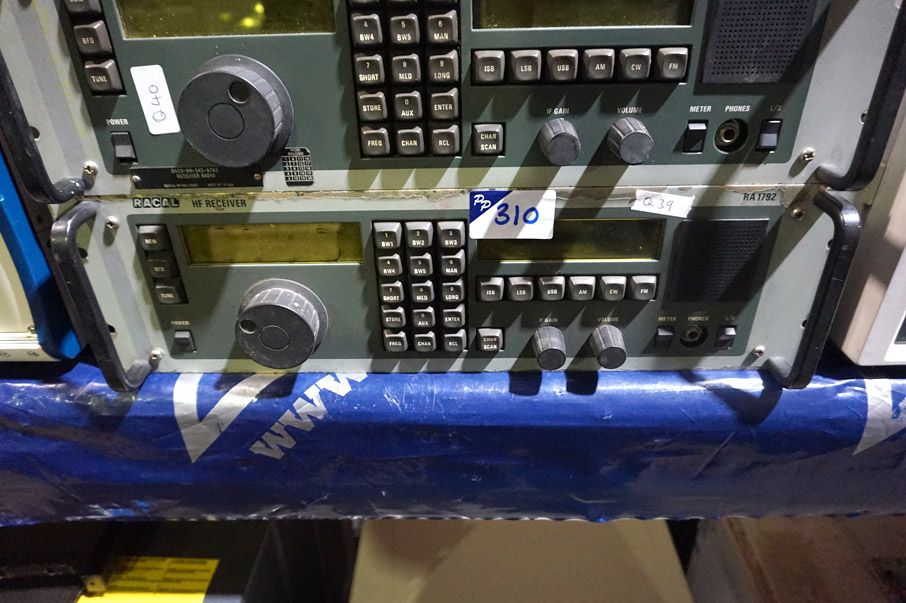 BFO
TUNE
POWER
Q40
4 BW4
5 BW5
6 MAN
7 SHORT
8 MED
9 LONG
STORE
0 AUX
ENTER
FREQ
CHAN
RCL
ISB
LSB
USB
AM
CW
FM
CHAN SCAN
IF GAIN
VOLUME
METER
PHONES
L/S
RECEIVER RADIO
RACAL
HF RECEIVER
PP
310
Q39
RA1792
REM
BFO
TUNE
POWER
1 BW1
2 BW2
3 BW3
4 BW4
5 BW5
6 MAN
7 SHORT
8 MED
9 LONG
STORE
0 AUX
ENTER
FREQ
CHAN
RCL
ISB
LSB
USB
AM
CW
FM
CHAN SCAN
IF GAIN
VOLUME
METER
PHONES
L/S
www.